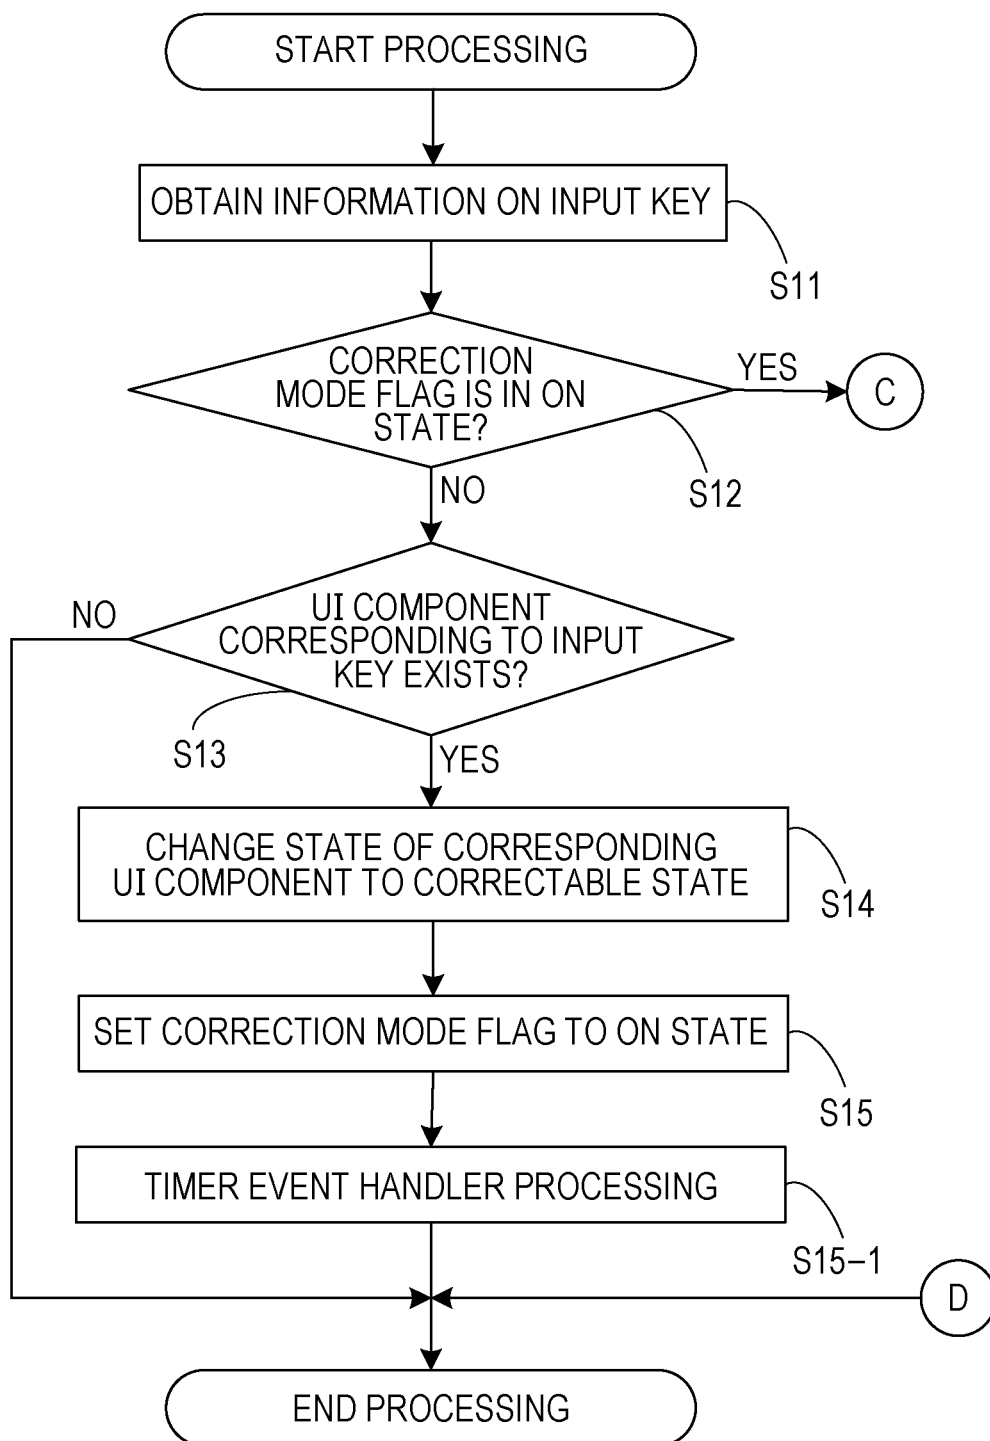 START PROCESSING
OBTAIN INFORMATION ON INPUT KEY
S11
CORRECTION
MODE FLAG IS IN ON
STATE?
YES
C
S12
NO
UI COMPONENT
CORRESPONDING TO INPUT
KEY EXISTS?
NO
S13
YES
CHANGE STATE OF CORRESPONDING
UI COMPONENT TO CORRECTABLE STATE
S14
SET CORRECTION MODE FLAG TO ON STATE
S15
TIMER EVENT HANDLER PROCESSING
S15-1
D
END PROCESSING